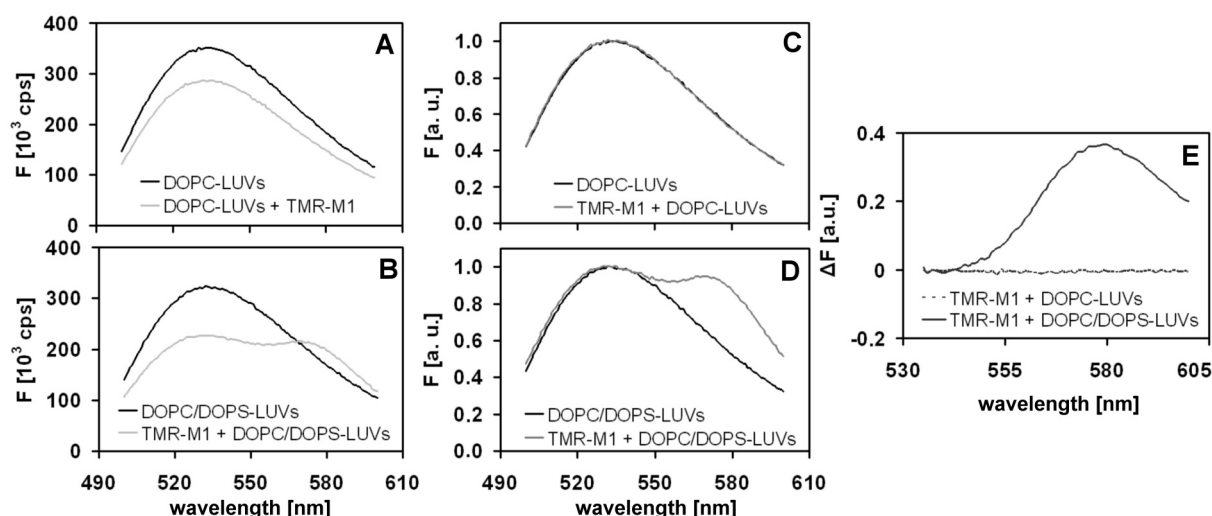 A
F [10³ cps]
400
300
200
100
0
DOPC-LUVs
DOPC-LUVs + TMR-M1
B
F [10³ cps]
400
300
200
100
0
DOPC/DOPS-LUVs
TMR-M1 + DOPC/DOPS-LUVs
490 520 550 580 610
wavelength [nm]
C
F [a. u.]
1.0
0.8
0.6
0.4
0.2
0.0
DOPC-LUVs
TMR-M1 + DOPC-LUVs
D
F [a. u.]
1.0
0.8
0.6
0.4
0.2
0.0
DOPC/DOPS-LUVs
TMR-M1 + DOPC/DOPS-LUVs
490 520 550 580 610
wavelength [nm]
E
ΔF [a.u.]
0.4
0.2
0
-0.2
TMR-M1 + DOPC-LUVs
TMR-M1 + DOPC/DOPS-LUVs
530 555 580 605
wavelength [nm]